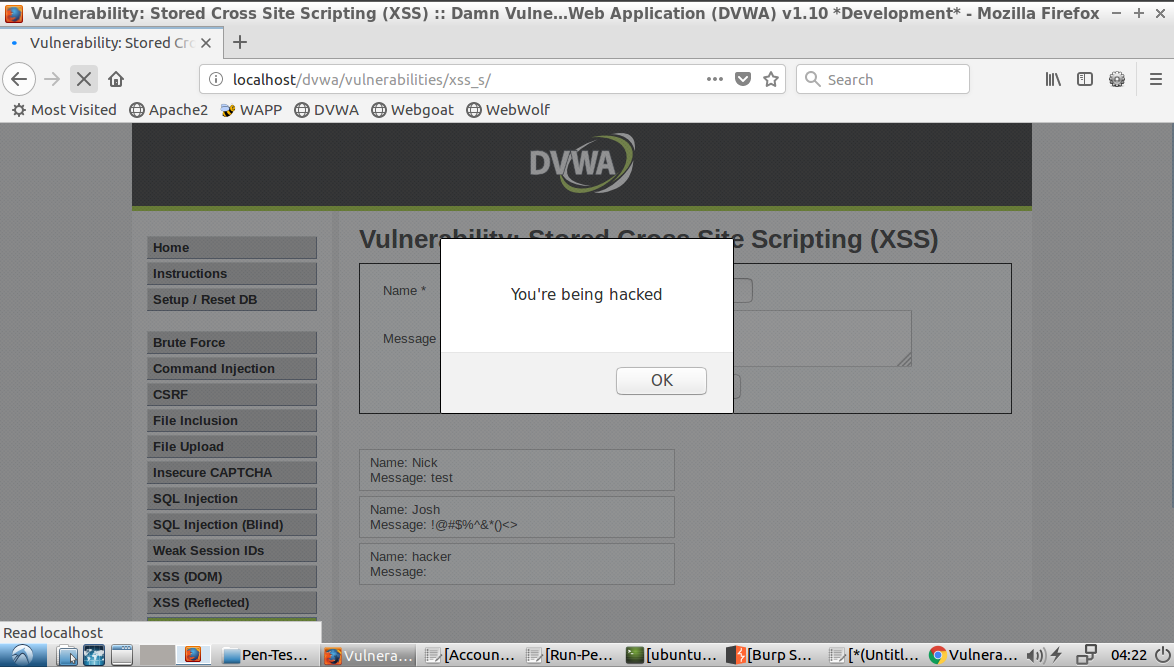 Vulnerability: Stored Cross Site Scripting (XSS) :: Damn Vulne…Web Application (DVWA) v1.10 *Development* - Mozilla Firefox
Vulnerability: Stored Cr
localhost/dvwa/vulnerabilities/xss_s/
Search
Most Visited Apache2 WAPP DVWA Webgoat WebWolf
DVWA
Home
Instructions
Setup / Reset DB
Brute Force
Command Injection
CSRF
File Inclusion
File Upload
Insecure CAPTCHA
SQL Injection
SQL Injection (Blind)
Weak Session IDs
XSS (DOM)
XSS (Reflected)
Vulnerability: Stored Cross Site Scripting (XSS)
Name *
Message
You're being hacked
OK
Name: Nick
Message: test
Name: Josh
Message: !@#$%^&*()<>
Name: hacker
Message:
Read localhost
Pen-Tes... Vulnera... [Accoun... [Run-Pe... [ubuntu... [Burp S... [*(Untitl... Vulnera... 04:22